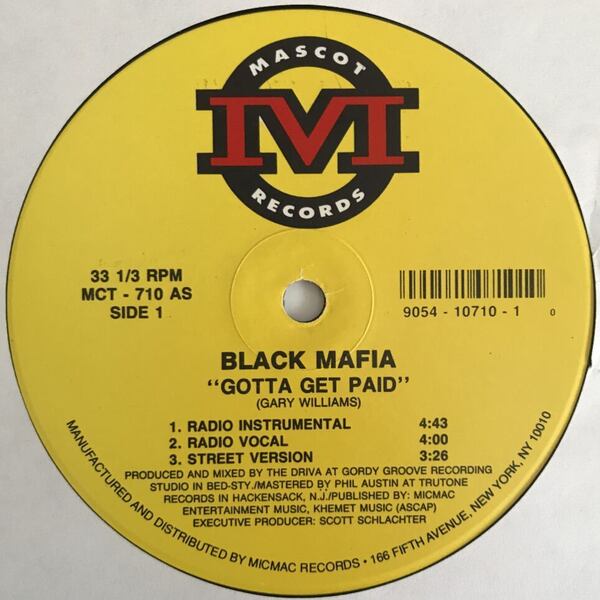 MASCOT
M
RECORDS
33 1/3 RPM
MCT - 710 AS
SIDE 1
9054 - 10710 - 1 0
BLACK MAFIA
"GOTTA GET PAID"
(GARY WILLIAMS)
1. RADIO INSTRUMENTAL 4:43
2. RADIO VOCAL 4:00
3. STREET VERSION 3:26
PRODUCED AND MIXED BY THE DRIVA AT GORDY GROOVE RECORDING
STUDIO IN BED-STY./MASTERED BY PHIL AUSTIN AT TRUTONE
RECORDS IN HACKENSACK, N.J./PUBLISHED BY: MICMAC
ENTERTAINMENT MUSIC, KHEMET MUSIC (ASCAP)
EXECUTIVE PRODUCER: SCOTT SCHLACHTER
MANUFACTURED AND DISTRIBUTED BY MICMAC RECORDS • 166 FIFTH AVENUE, NEW YORK, NY 10010